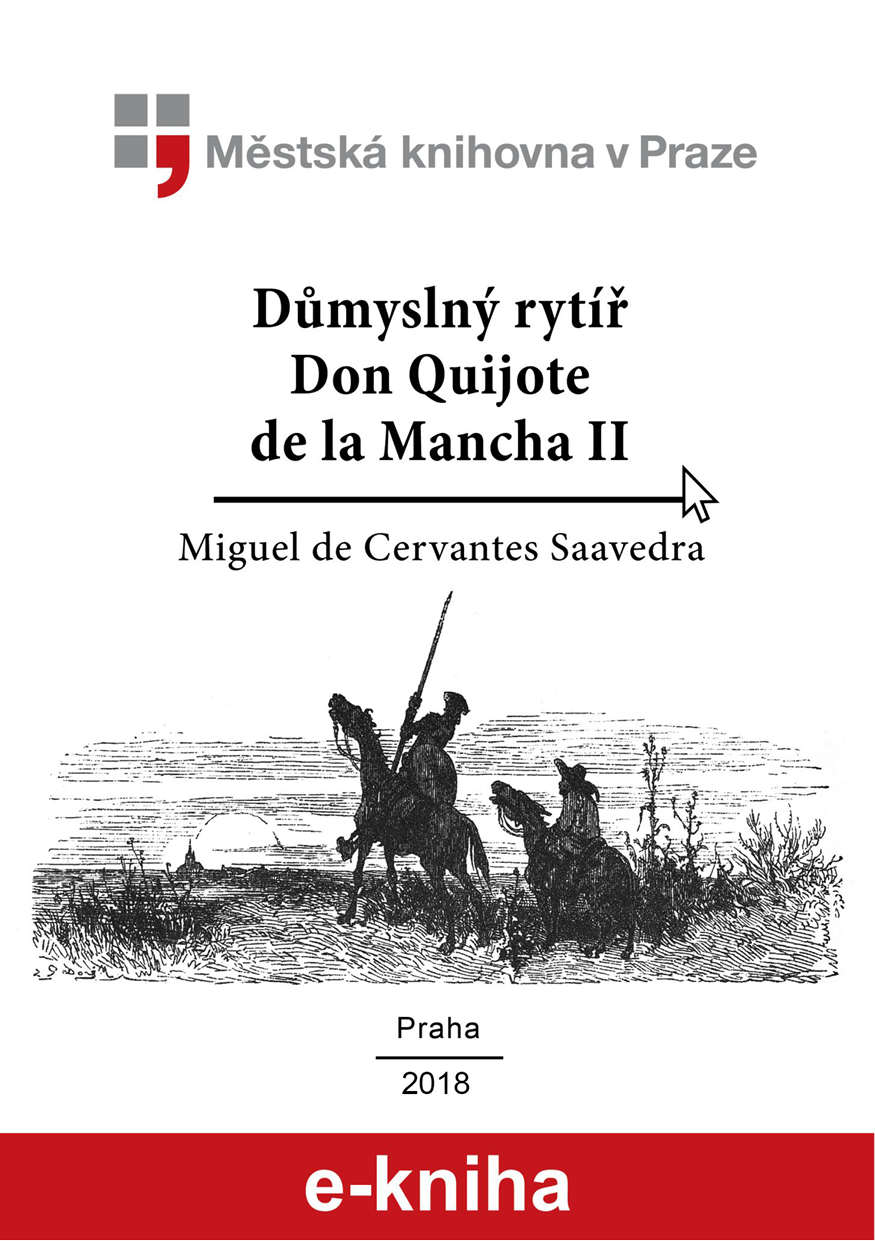 Městská knihovna v Praze
Důmyslný rytíř
Don Quijote
de la Mancha II
Miguel de Cervantes Saavedra
Praha
2018
e-kniha